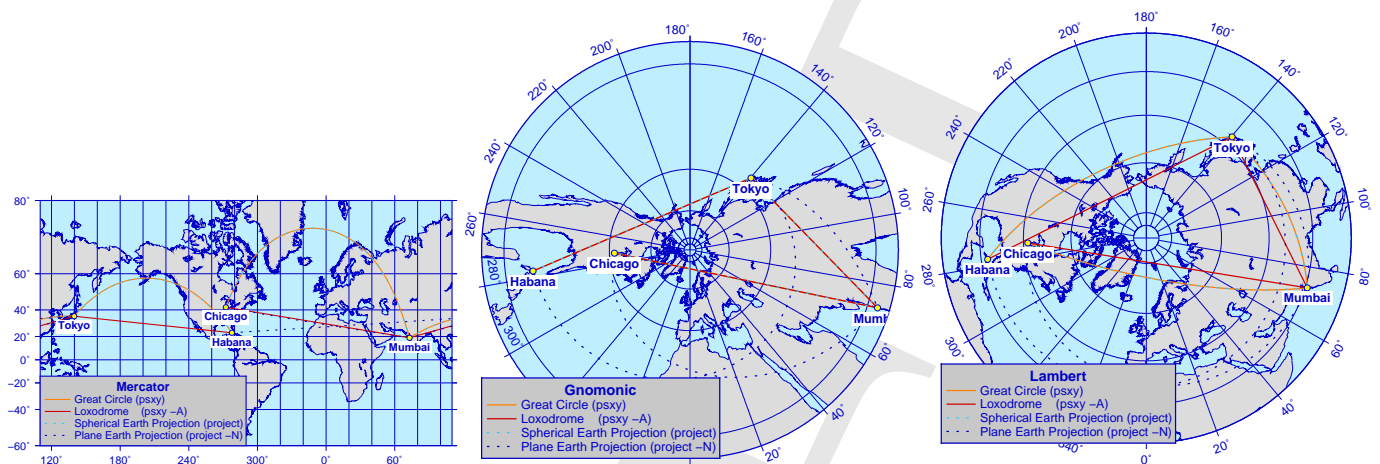 80°
60°
40°
20°
0°
−20°
−40°
−60°
120° 180° 240° 300° 0° 60°
Tokyo
Chicago
Habana
Mumbai
Mercator
Great Circle (psxy)
Loxodrome (psxy −A)
Spherical Earth Projection (project)
Plane Earth Projection (project −N)
180°
200° 160°
220° 140°
240° 120°
260° 100°
280° 80°
300° 60°
40°
20°
Tokyo
Chicago
Habana
Gnomonic
Great Circle (psxy)
Loxodrome (psxy −A)
Spherical Earth Projection (project)
Plane Earth Projection (project −N)
180°
200° 160°
220° 140°
240° 120°
260° 100°
280° 80°
300° 60°
40°
340° 20°
0°
Tokyo
Chicago
Habana
Mumbai
Lambert
Great Circle (psxy)
Loxodrome (psxy −A)
Spherical Earth Projection (project)
Plane Earth Projection (project −N)